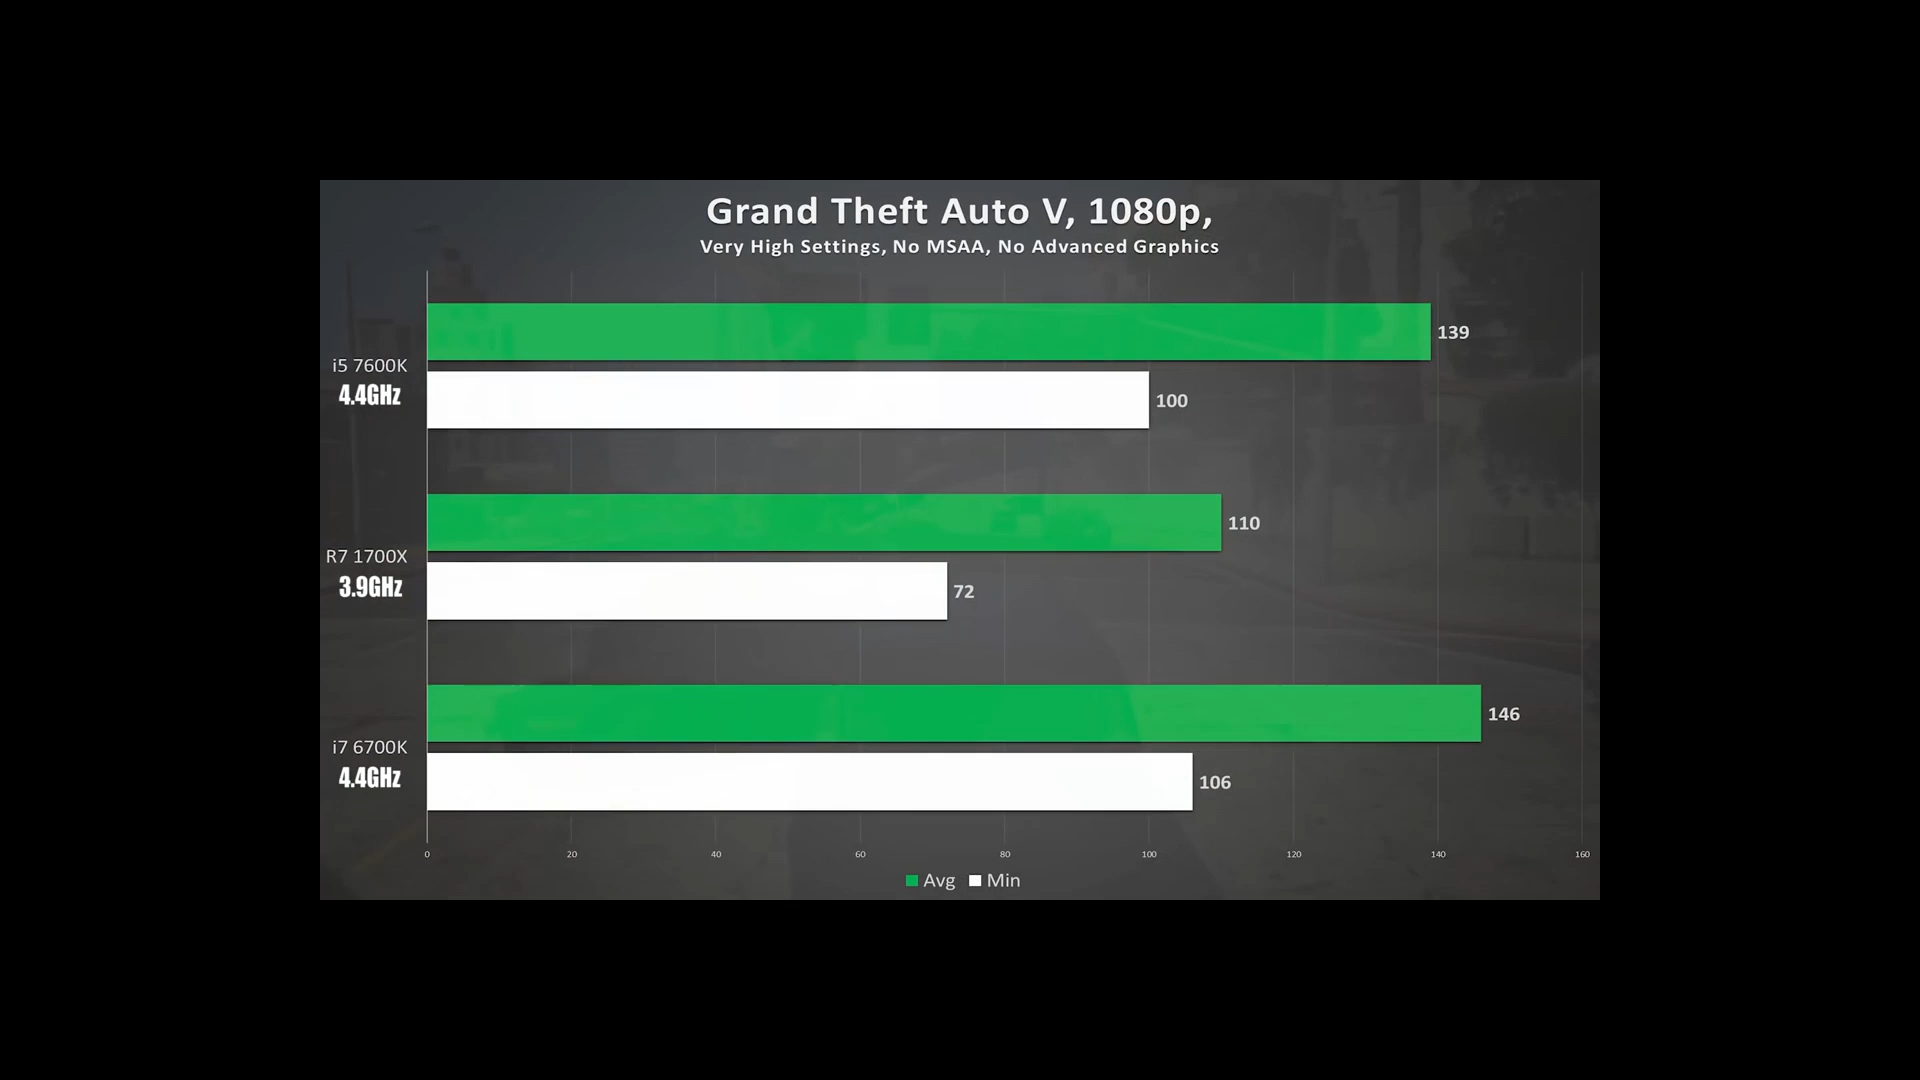 Grand Theft Auto V, 1080p,
Very High Settings, No MSAA, No Advanced Graphics
139
i5 7600K
4.4GHz
100
110
R7 1700X
3.9GHz
72
146
i7 6700K
4.4GHz
106
0 20 40 60 80 100 120 140 160
Avg Min